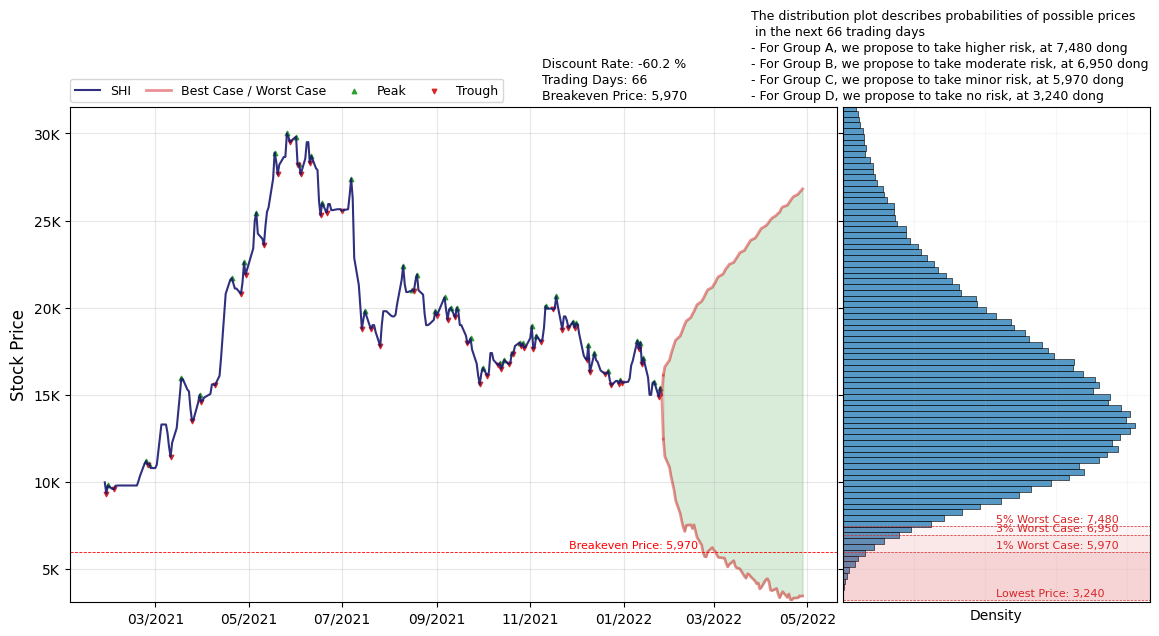 The distribution plot describes probabilities of possible prices
in the next 66 trading days
- For Group A, we propose to take higher risk, at 7,480 dong
- For Group B, we propose to take moderate risk, at 6,950 dong
- For Group C, we propose to take minor risk, at 5,970 dong
- For Group D, we propose to take no risk, at 3,240 dong
Discount Rate: -60.2 %
Trading Days: 66
Breakeven Price: 5,970
SHI
Best Case / Worst Case
Peak
Trough
Stock Price
30K
25K
20K
15K
10K
5K
Breakeven Price: 5,970
03/2021
05/2021
07/2021
09/2021
11/2021
01/2022
03/2022
05/2022
5% Worst Case: 7,480
3% Worst Case: 6,950
1% Worst Case: 5,970
Lowest Price: 3,240
Density